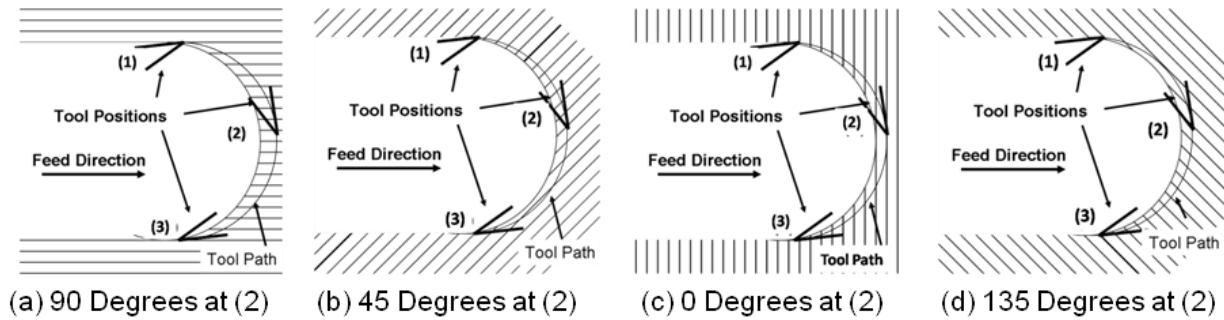 (1)
Tool Positions
(2)
Feed Direction
(3)
Tool Path
(a) 90 Degrees at (2)
(1)
Tool Positions
(2)
Feed Direction
(3)
Tool Path
(b) 45 Degrees at (2)
(1)
Tool Positions
(2)
Feed Direction
(3)
Tool Path
(c) 0 Degrees at (2)
(1)
Tool Positions
(2)
Feed Direction
(3)
Tool Path
(d) 135 Degrees at (2)